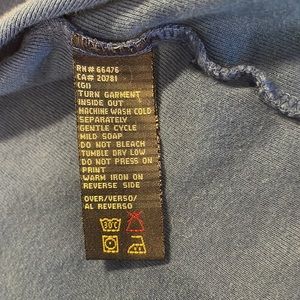 RN# 66476
CA# 20781
(GI)
TURN GARMENT
INSIDE OUT
MACHINE WASH COLD
SEPARATELY
GENTLE CYCLE
MILD SOAP
DO NOT BLEACH
TUMBLE DRY LOW
DO NOT PRESS ON
PRINT
WARM IRON ON
REVERSE SIDE
OVER/VERSO/
AL REVERSO
30°C